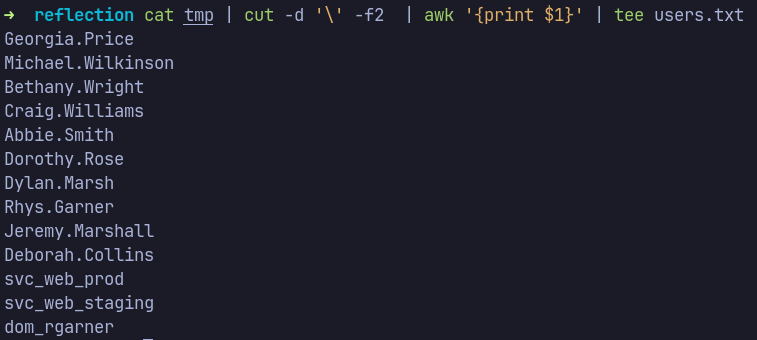 → reflection cat tmp | cut -d '\' -f2  | awk '{print $1}' | tee users.txt
Georgia.Price
Michael.Wilkinson
Bethany.Wright
Craig.Williams
Abbie.Smith
Dorothy.Rose
Dylan.Marsh
Rhys.Garner
Jeremy.Marshall
Deborah.Collins
svc_web_prod
svc_web_staging
dom_rgarner